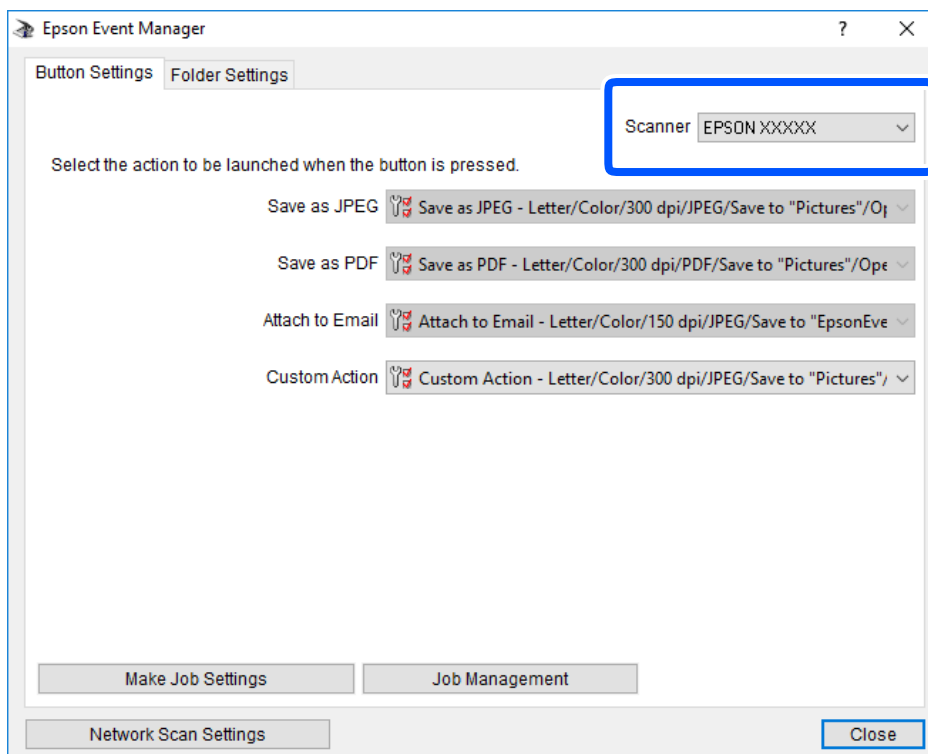 Epson Event Manager
Button Settings
Folder Settings
Scanner EPSON XXXXX
Select the action to be launched when the button is pressed.
Save as JPEG Save as JPEG - Letter/Color/300 dpi/JPEG/Save to "Pictures"/Op
Save as PDF Save as PDF - Letter/Color/300 dpi/PDF/Save to "Pictures"/Ope
Attach to Email Attach to Email - Letter/Color/150 dpi/JPEG/Save to "EpsonEve
Custom Action Custom Action - Letter/Color/300 dpi/JPEG/Save to "Pictures"/
Make Job Settings
Job Management
Network Scan Settings
Close